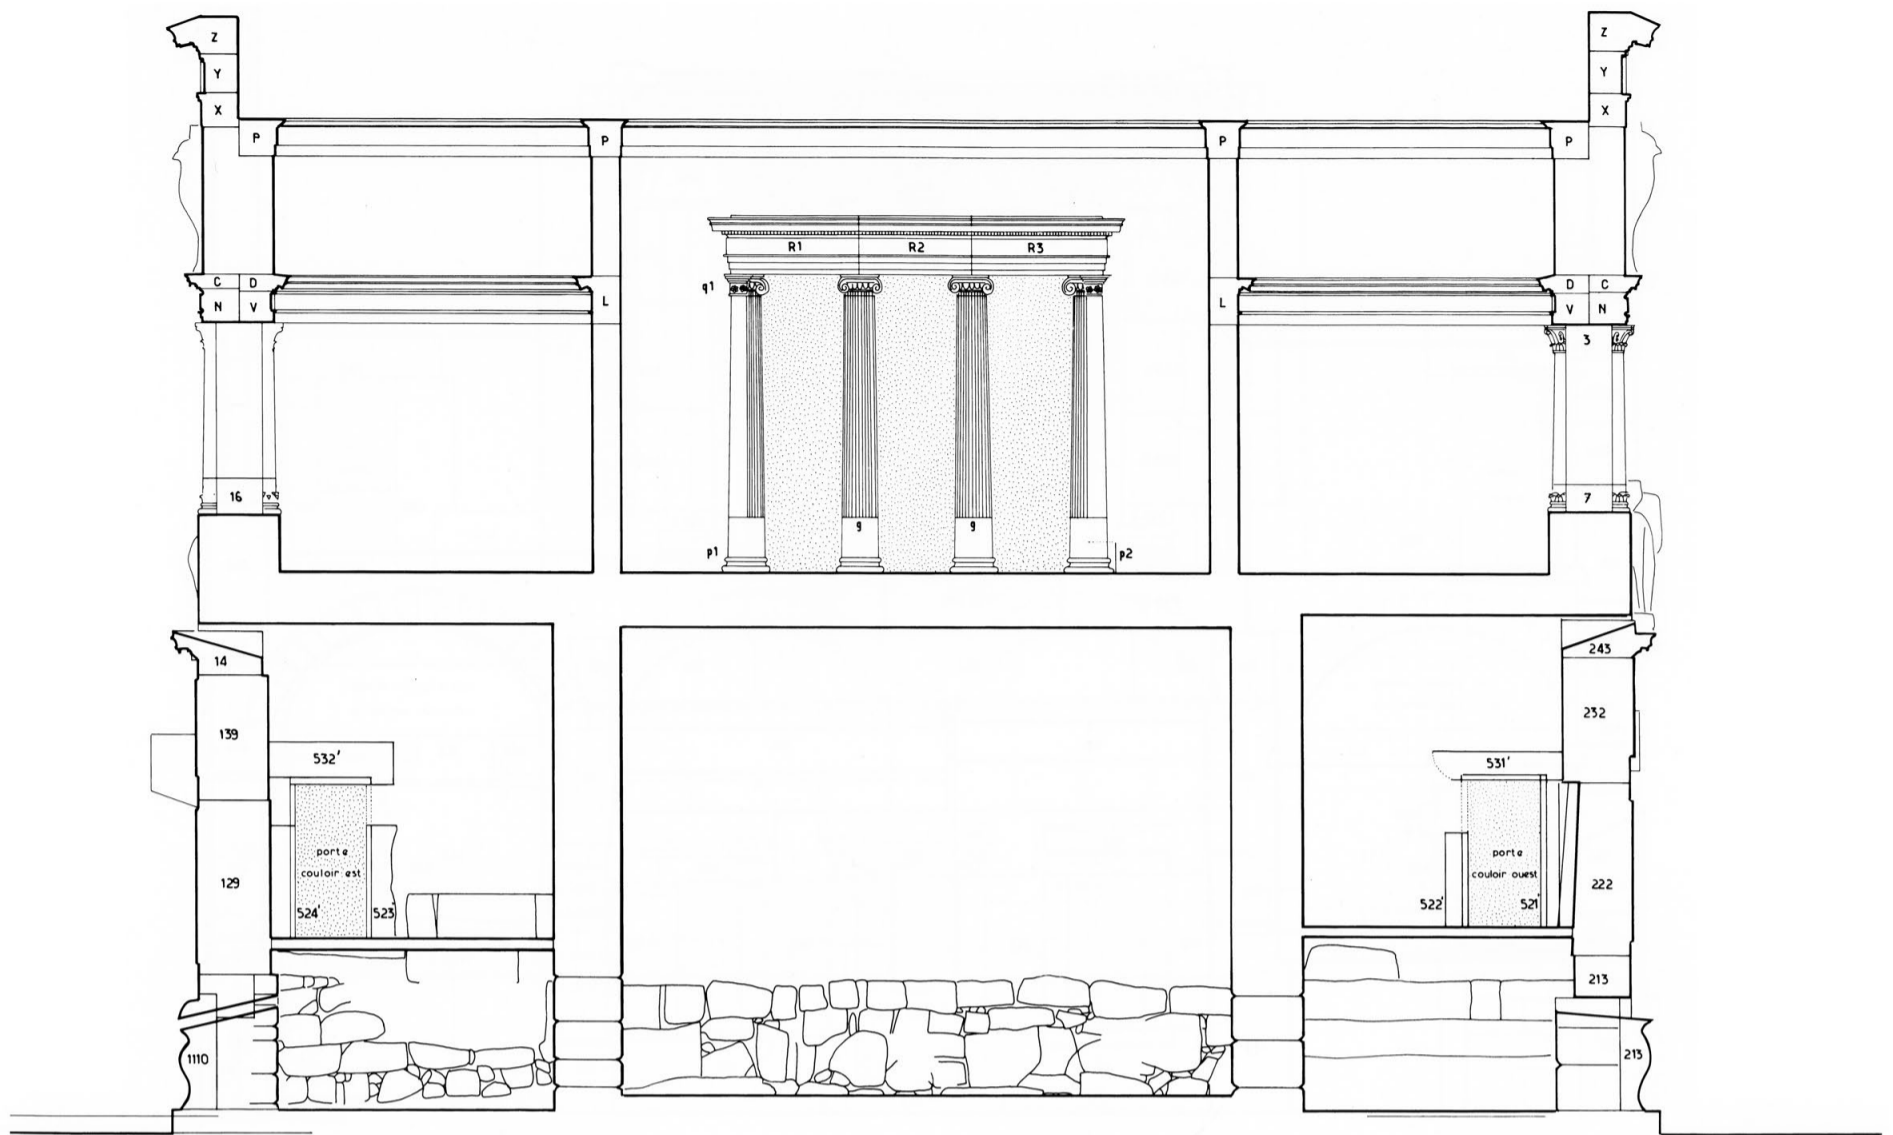 Z
Z
Y
Y
X
X
P
P
P
P
R1
R2
R3
C
D
q1
D
C
N
V
L
L
V
N
3
16
7
g
g
p1
p2
14
243
139
232
532'
531'
porte
couloir est
porte
couloir ouest
129
222
524'
523'
522'
521'
213
1110
213